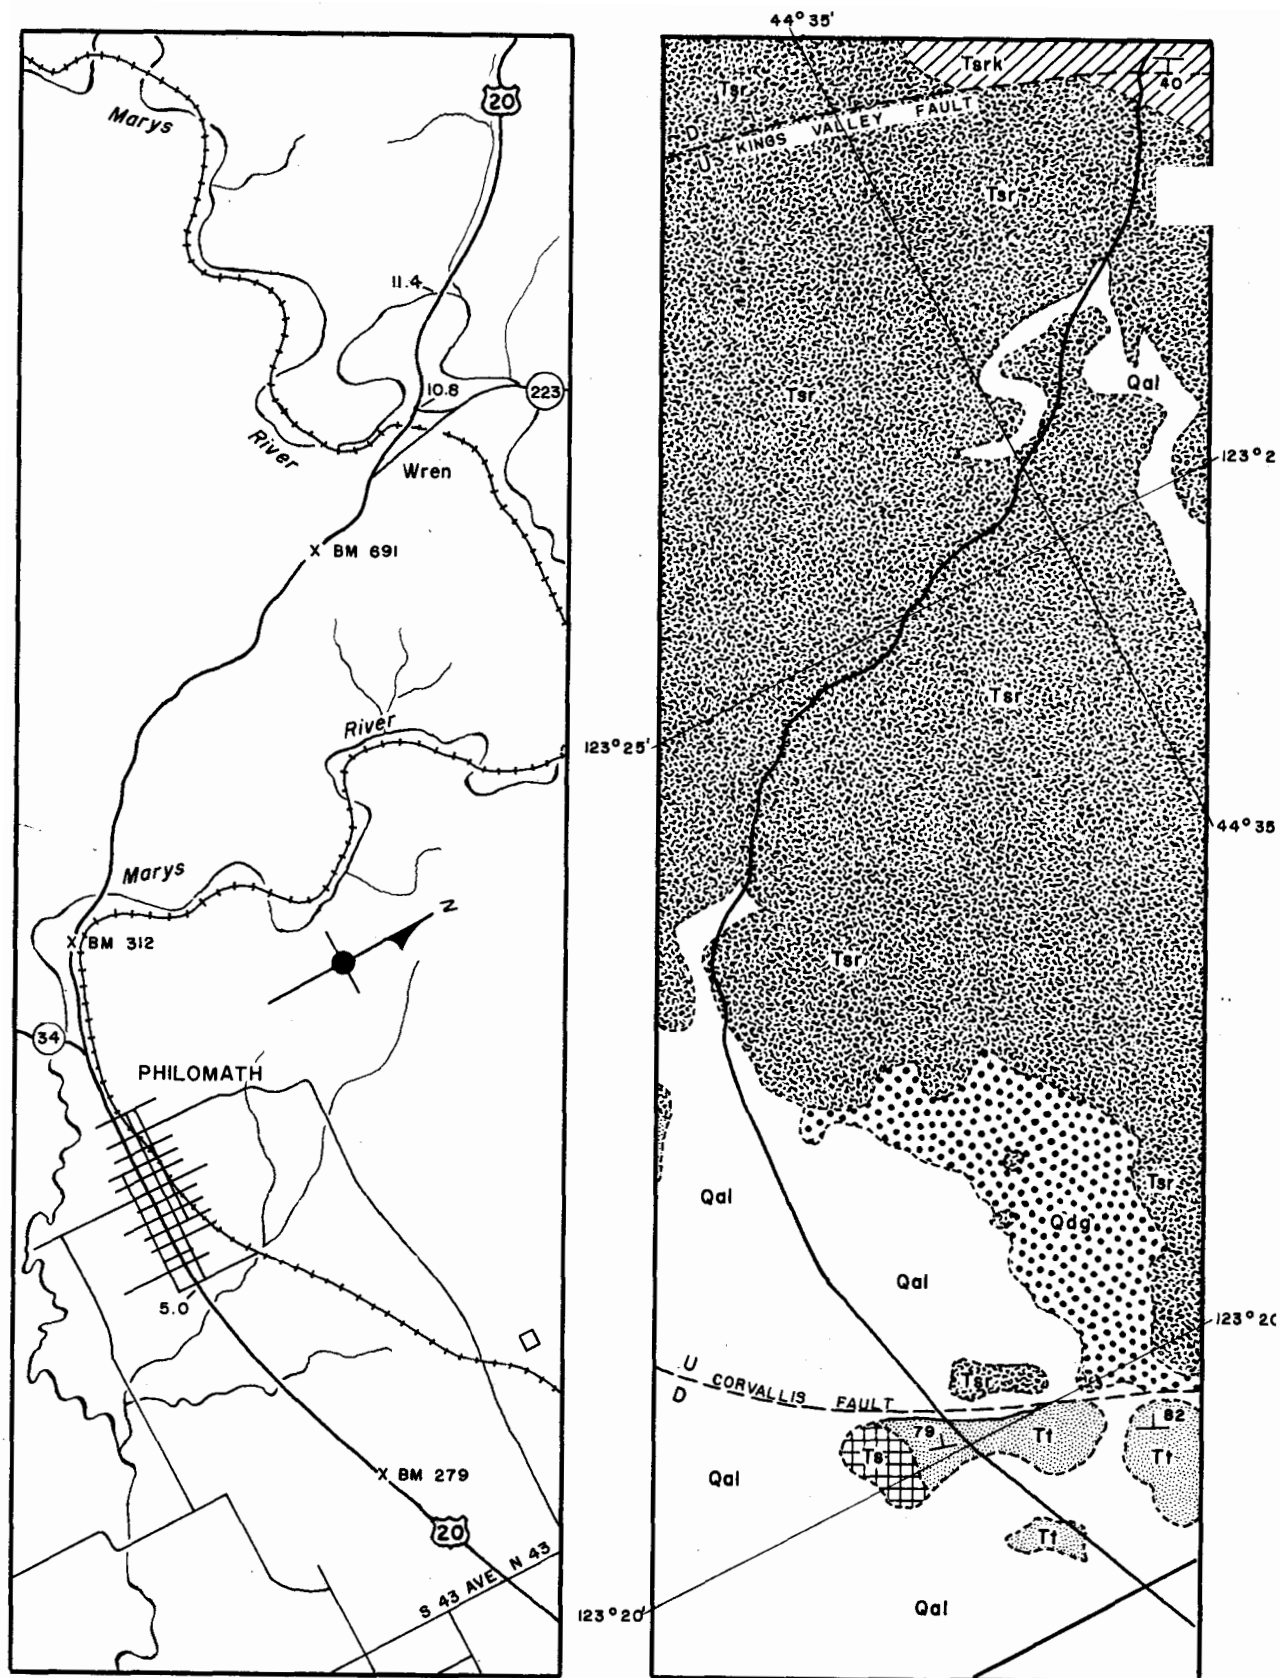 20
Marys
11.4
10.8
223
River
Wren
BM 691
River
Marys
N
BM 312
34
PHILOMATH
5.0
BM 279
20
S 43 AVE N 43
44° 35'
Tsrk
Tsr
40
D
U
KINGS VALLEY FAULT
Tsr
Qal
Tsr
123° 2
Tsr
123° 25'
44° 35
Tsr
Tsr
Qal
Qdg
Qal
123° 20
U
D
CORVALLIS FAULT
Tsr
79
82
Ts
Tt
Tt
Qal
Tt
Qal
123° 20'